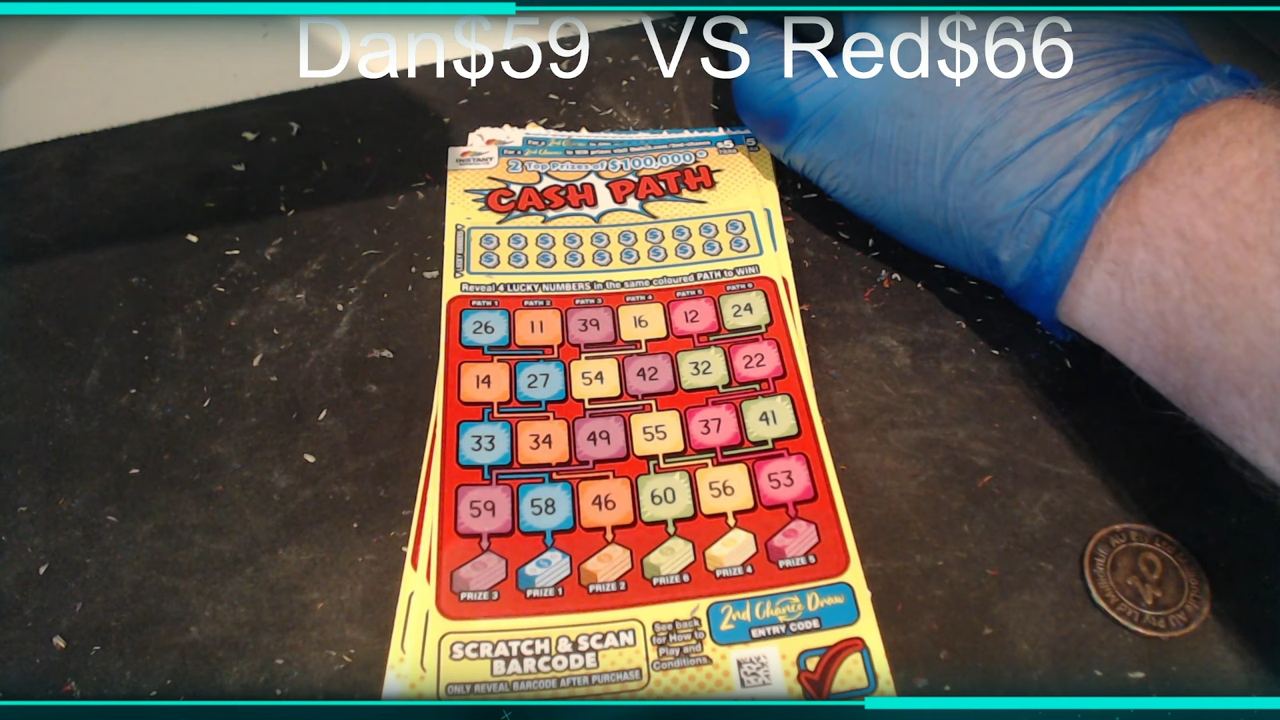 Dan$59 VS Red$66
INSTANT
$5
2 Top Prizes of $100,000
CASH PATH
Reveal 4 LUCKY NUMBERS in the same coloured PATH to WIN!
PATH 1 PATH 2 PATH 3 PATH 4 PATH 5 PATH 6
26 11 39 16 12 24
14 27 54 42 32 22
33 34 49 55 37 41
59 58 46 60 56 53
PRIZE 3 PRIZE 1 PRIZE 2 PRIZE 6 PRIZE 4 PRIZE 5
SCRATCH & SCAN
BARCODE
ONLY REVEAL BARCODE AFTER PURCHASE
See back
for How to
Play and
Conditions.
2nd Chance Draw
ENTRY CODE